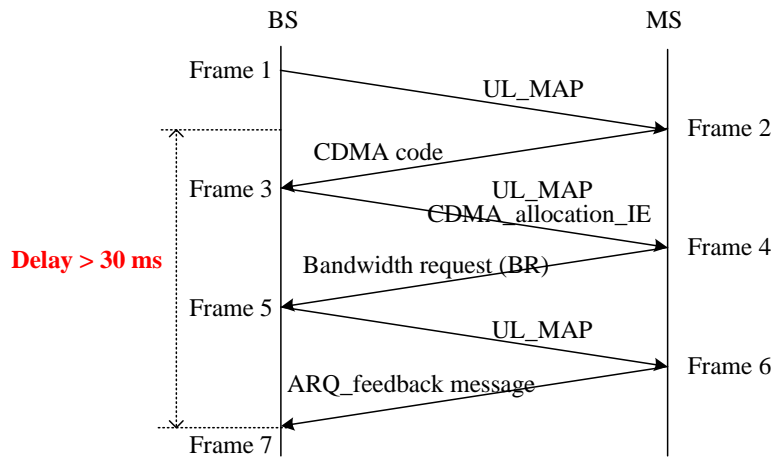 BS
MS
Frame 1
UL_MAP
Frame 2
CDMA code
Frame 3
UL_MAP
CDMA_allocation_IE
Delay > 30 ms
Frame 4
Bandwidth request (BR)
Frame 5
UL_MAP
Frame 6
ARQ_feedback message
Frame 7